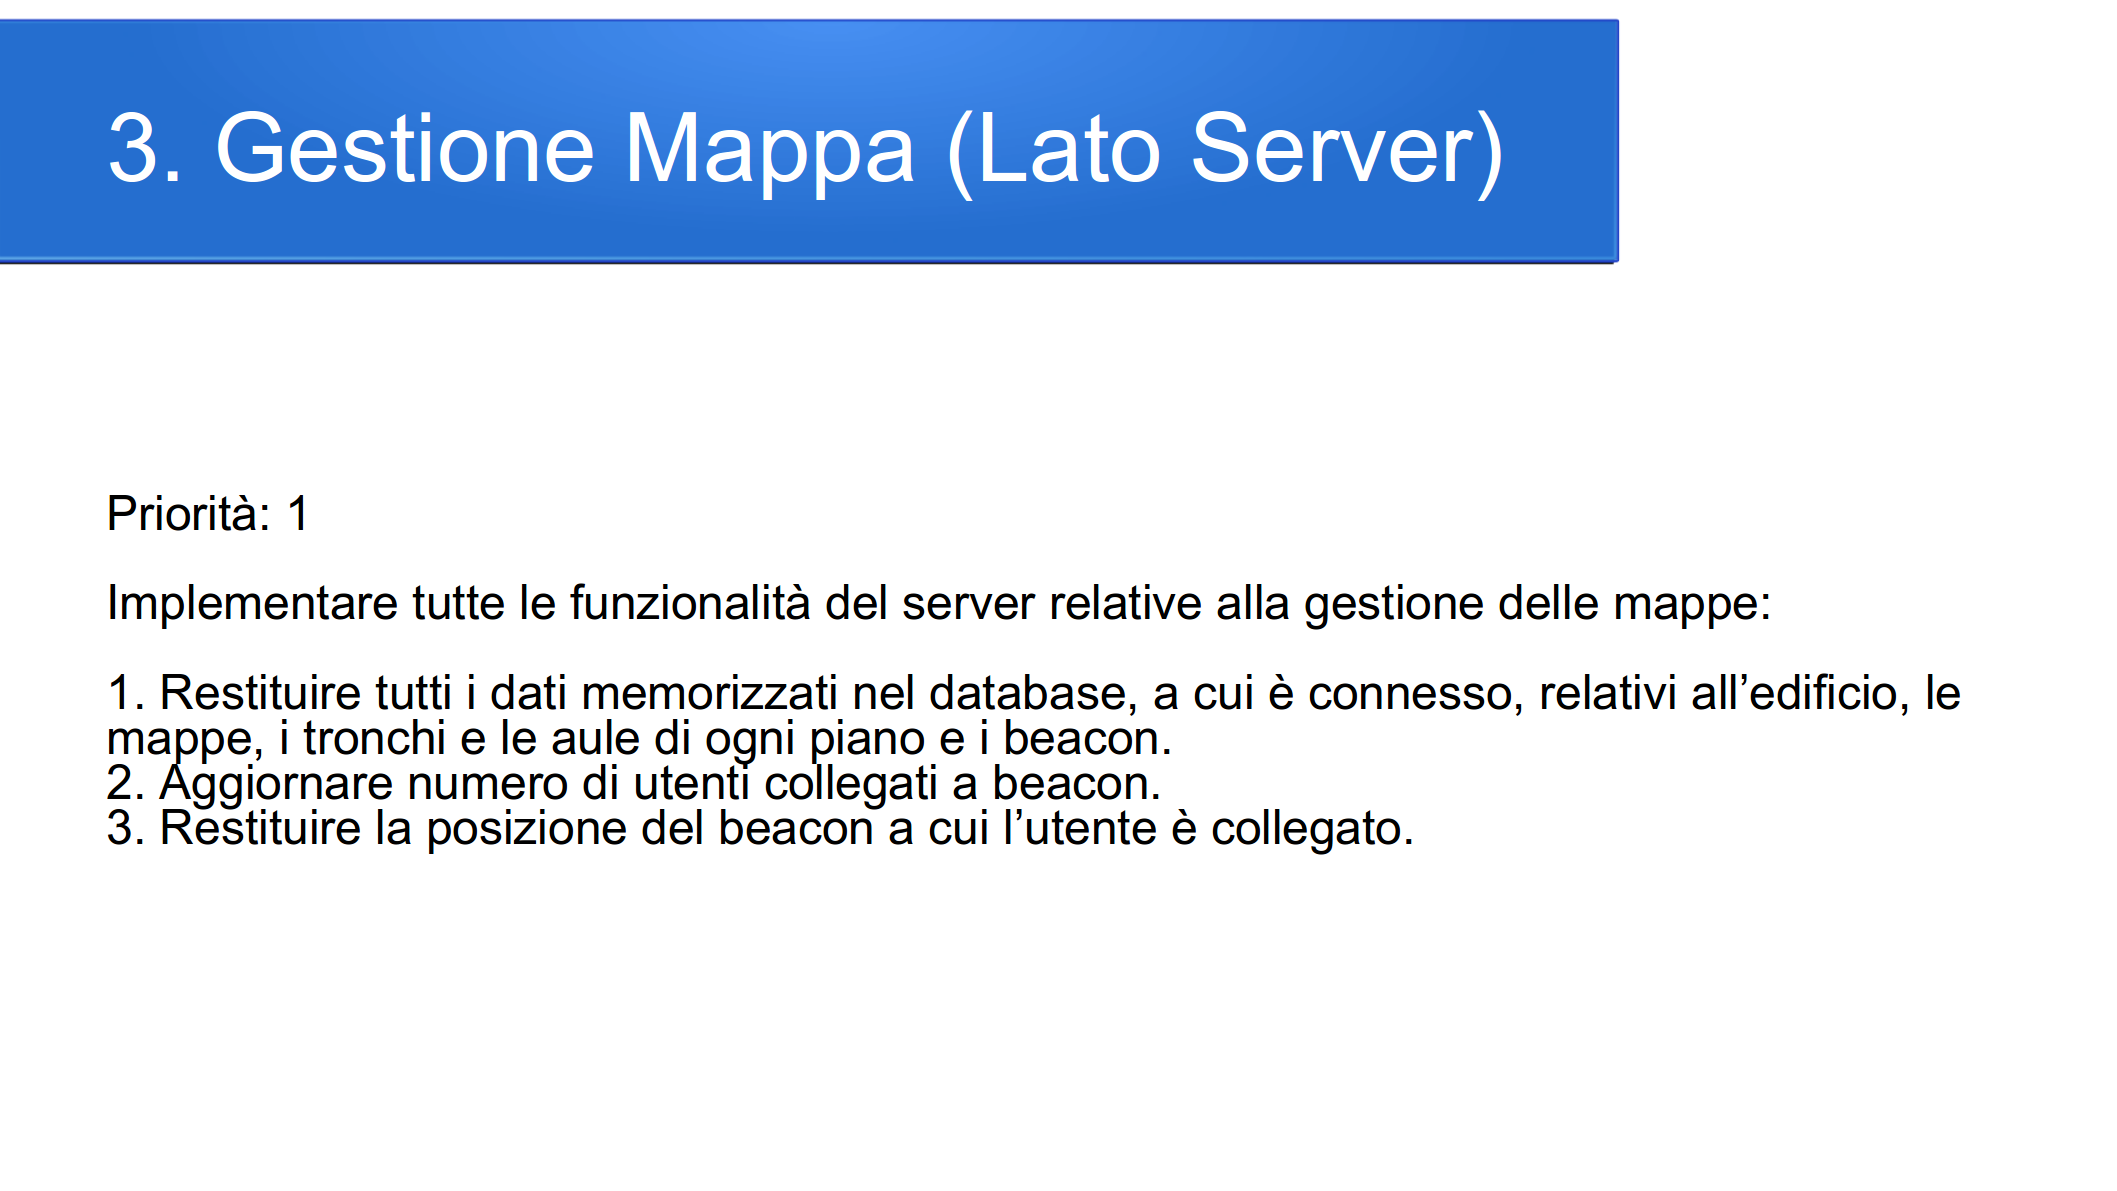 3. Gestione Mappa (Lato Server)
Priorità: 1
Implementare tutte le funzionalità del server relative alla gestione delle mappe:
1. Restituire tutti i dati memorizzati nel database, a cui è connesso, relativi all’edificio, le
mappe, i tronchi e le aule di ogni piano e i beacon.
2. Aggiornare numero di utenti collegati a beacon.
3. Restituire la posizione del beacon a cui l’utente è collegato.